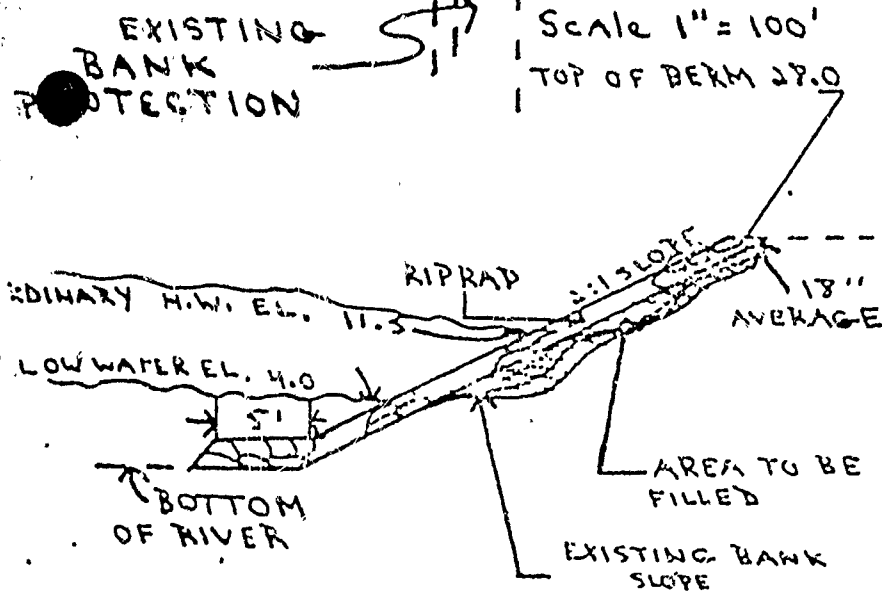 EXISTING
BANK
PROTECTION
Scale 1" = 100'
TOP OF BERM 28.0
2:1 SLOPE
RIPRAP
18"
AVERAGE
DINARY H.W. EL. 11.5
LOW WATER EL. 4.0
5'
BOTTOM
OF RIVER
AREA TO BE
FILLED
EXISTING BANK
SLOPE